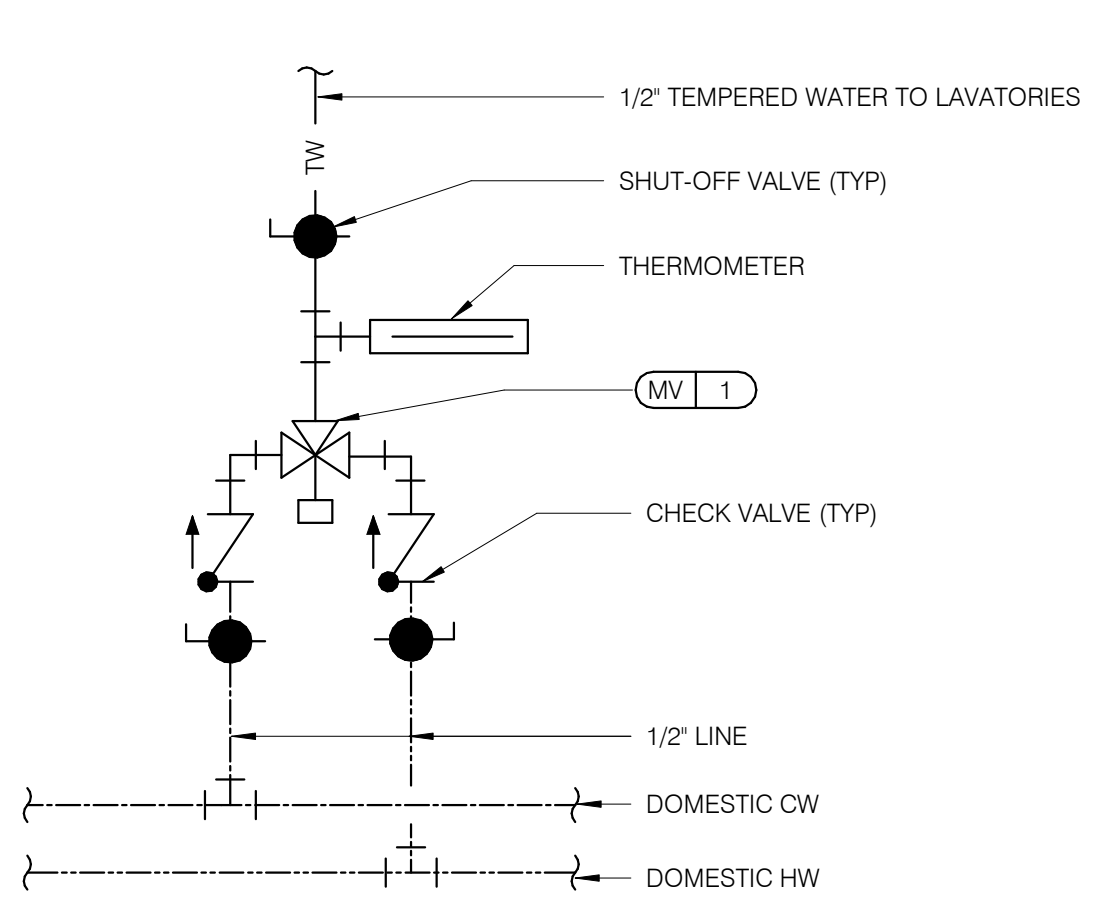 1/2" TEMPERED WATER TO LAVATORIES
TW
SHUT-OFF VALVE (TYP)
THERMOMETER
MV 1
CHECK VALVE (TYP)
1/2" LINE
DOMESTIC CW
DOMESTIC HW